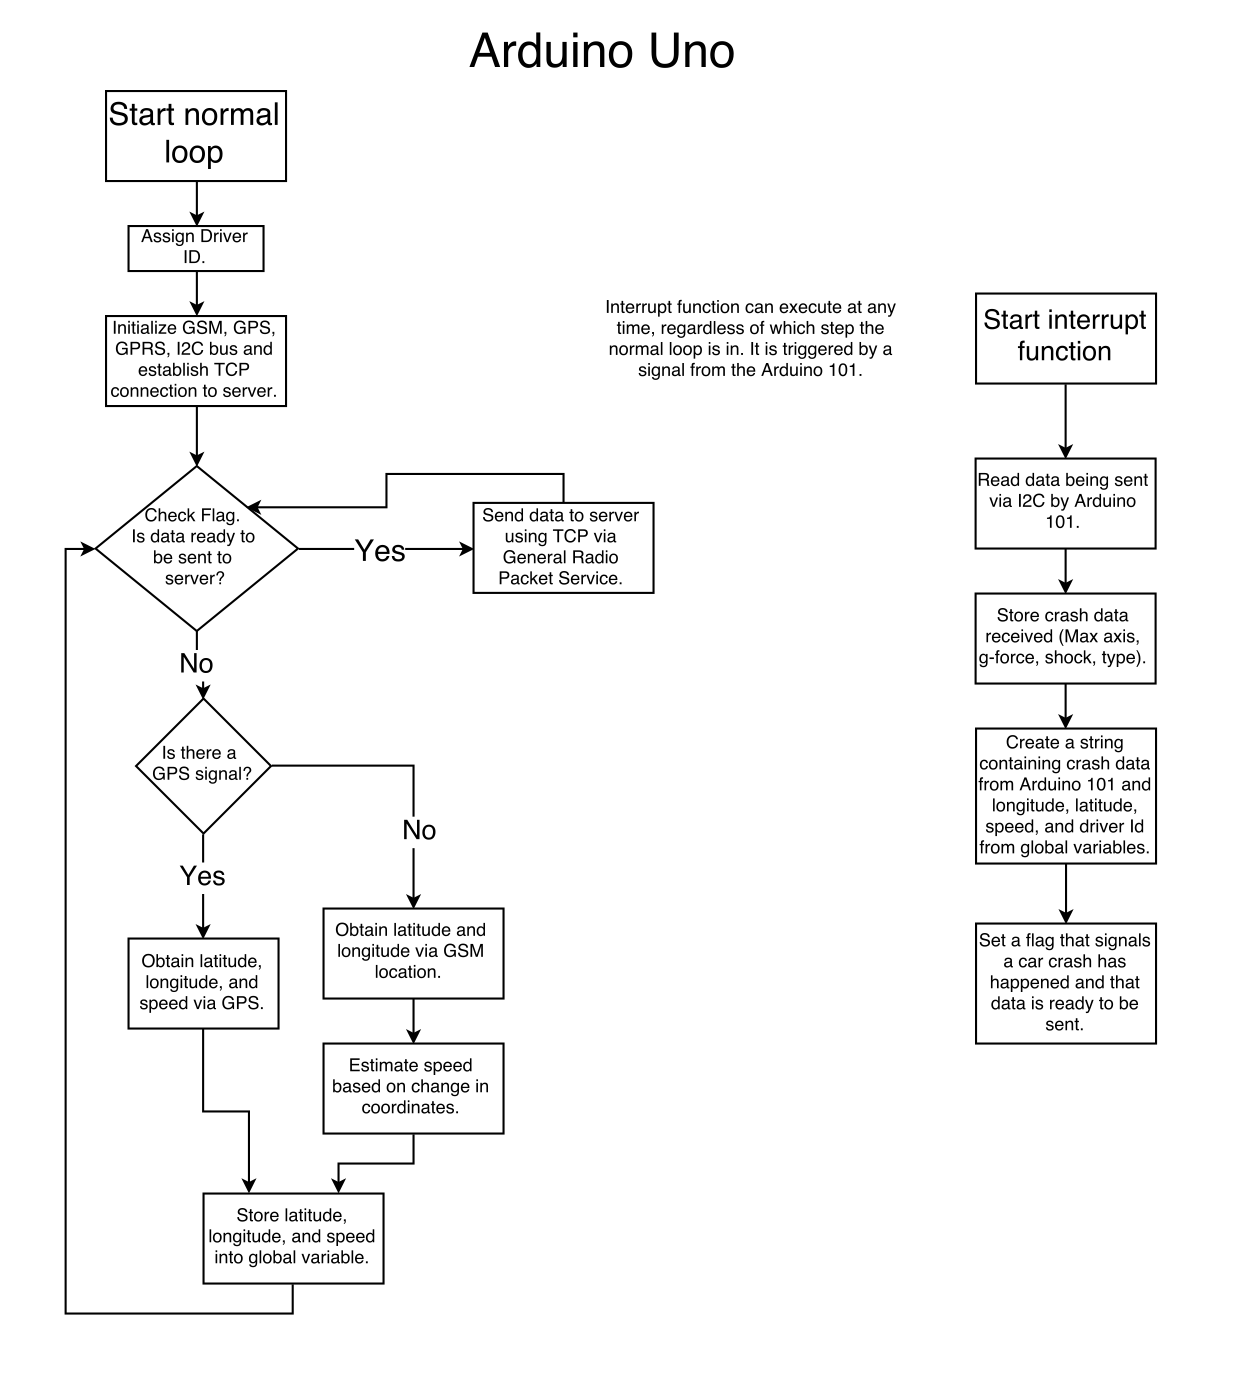 Arduino Uno
Start normal
loop
Assign Driver
ID.
Initialize GSM, GPS,
GPRS, I2C bus and
establish TCP
connection to server.
Check Flag.
Is data ready to
be sent to
server?
Yes
Send data to server
using TCP via
General Radio
Packet Service.
No
Is there a
GPS signal?
No
Yes
Obtain latitude and
longitude via GSM
location.
Obtain latitude,
longitude, and
speed via GPS.
Estimate speed
based on change in
coordinates.
Store latitude,
longitude, and speed
into global variable.
Interrupt function can execute at any
time, regardless of which step the
normal loop is in. It is triggered by a
signal from the Arduino 101.
Start interrupt
function
Read data being sent
via I2C by Arduino
101.
Store crash data
received (Max axis,
g-force, shock, type).
Create a string
containing crash data
from Arduino 101 and
longitude, latitude,
speed, and driver Id
from global variables.
Set a flag that signals
a car crash has
happened and that
data is ready to be
sent.